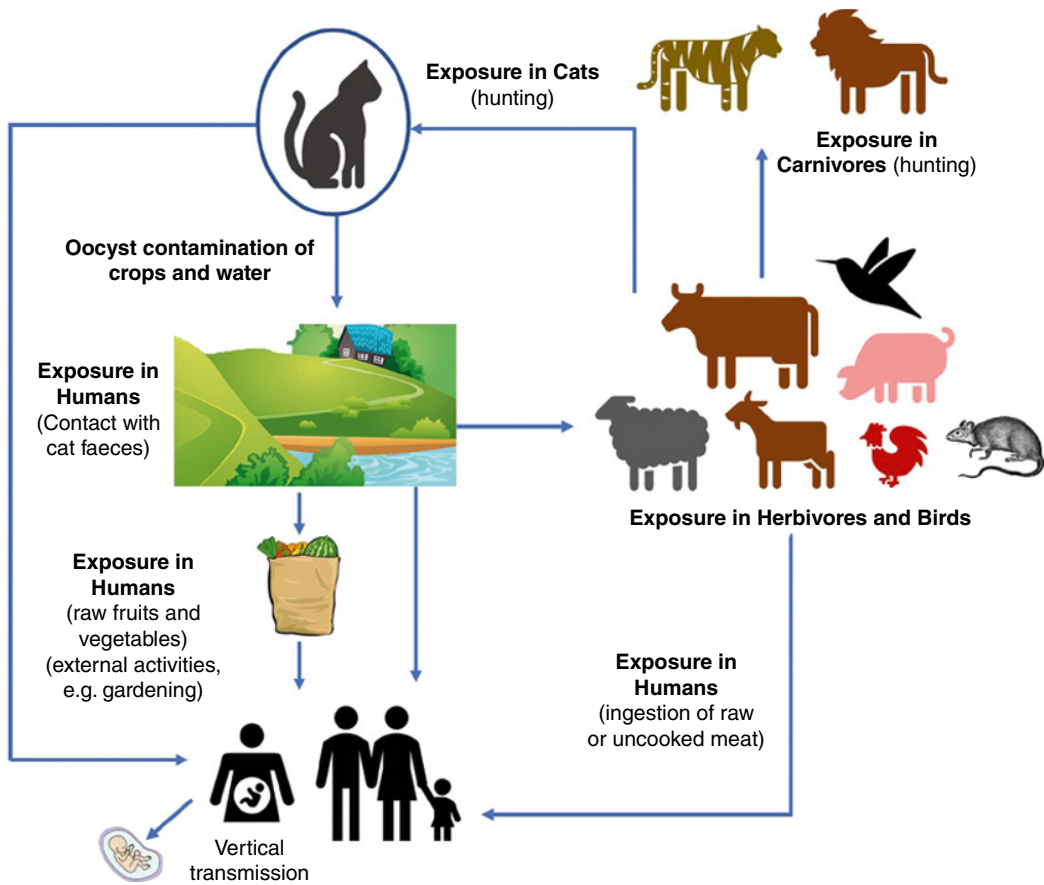 Exposure in Cats
(hunting)
Exposure in
Carnivores (hunting)
Oocyst contamination of
crops and water
Exposure in
Humans
(Contact with
cat faeces)
Exposure in Herbivores and Birds
Exposure in
Humans
(raw fruits and
vegetables)
(external activities,
e.g. gardening)
Exposure in
Humans
(ingestion of raw
or uncooked meat)
Vertical
transmission